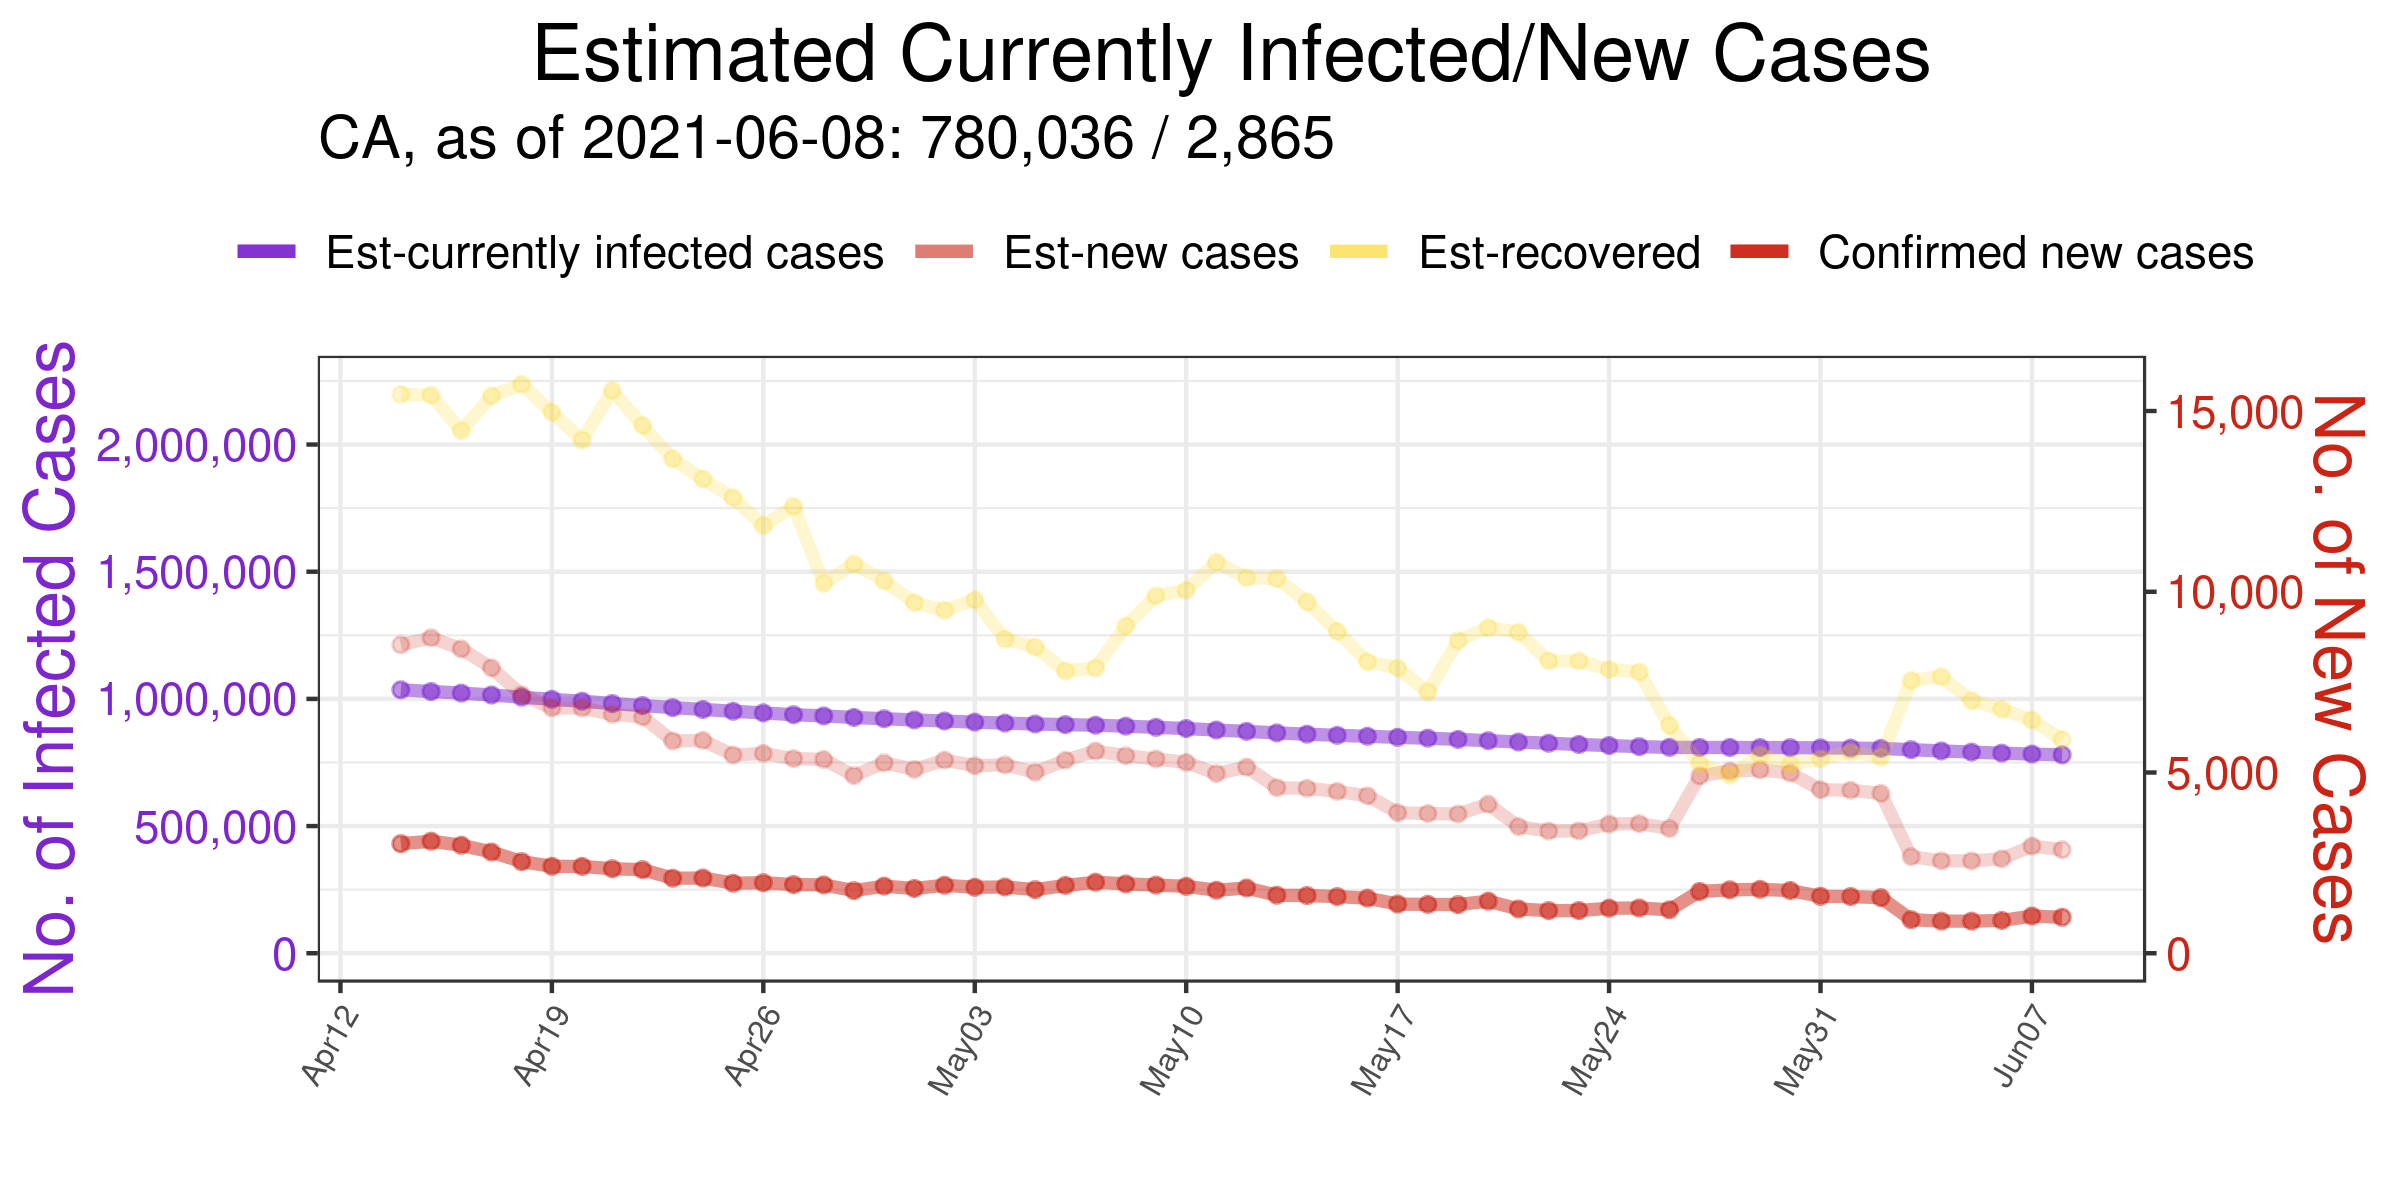 Estimated Currently Infected/New Cases
CA, as of 2021-06-08: 780,036 / 2,865
Est-currently infected cases Est-new cases Est-recovered Confirmed new cases
No. of Infected Cases
2,000,000
1,500,000
1,000,000
500,000
0
15,000
10,000
5,000
0
No. of New Cases
Apr12 Apr19 Apr26 May03 May10 May17 May24 May31 Jun07